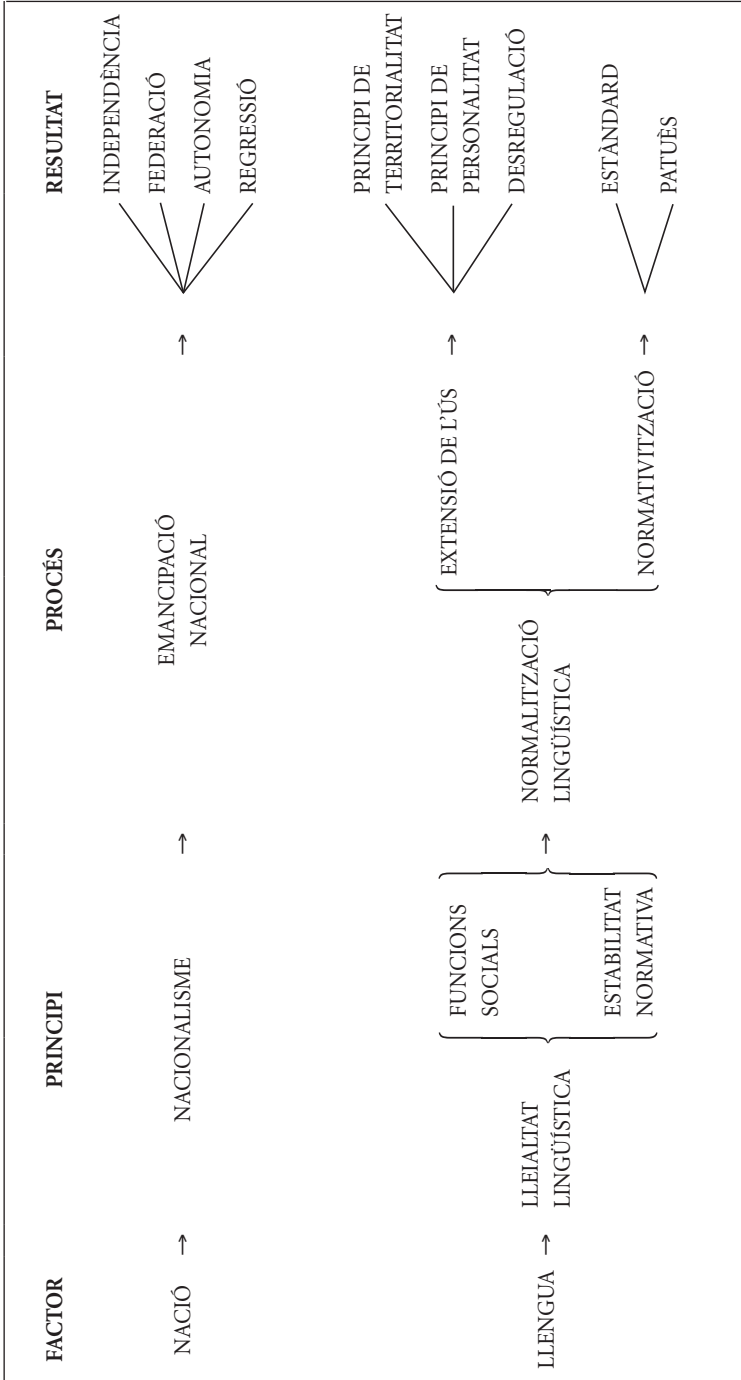 FACTOR
PRINCIPI
PROCÉS
RESULTAT
NACIÓ
→
NACIONALISME
→
EMANCIPACIÓ
NACIONAL
→
INDEPENDÈNCIA
FEDERACIÓ
AUTONOMIA
REGRESSIÓ
LLENGUA
→
LLEIALTAT
LINGÜÍSTICA
FUNCIONS
SOCIALS
ESTABILITAT
NORMATIVA
→
NORMALITZACIÓ
LINGÜÍSTICA
EXTENSIÓ DE L’ÚS
→
PRINCIPI DE
TERRITORIALITAT
PRINCIPI DE
PERSONALITAT
DESREGULACIÓ
NORMATIVITZACIÓ
→
ESTÀNDARD
PATUÈS